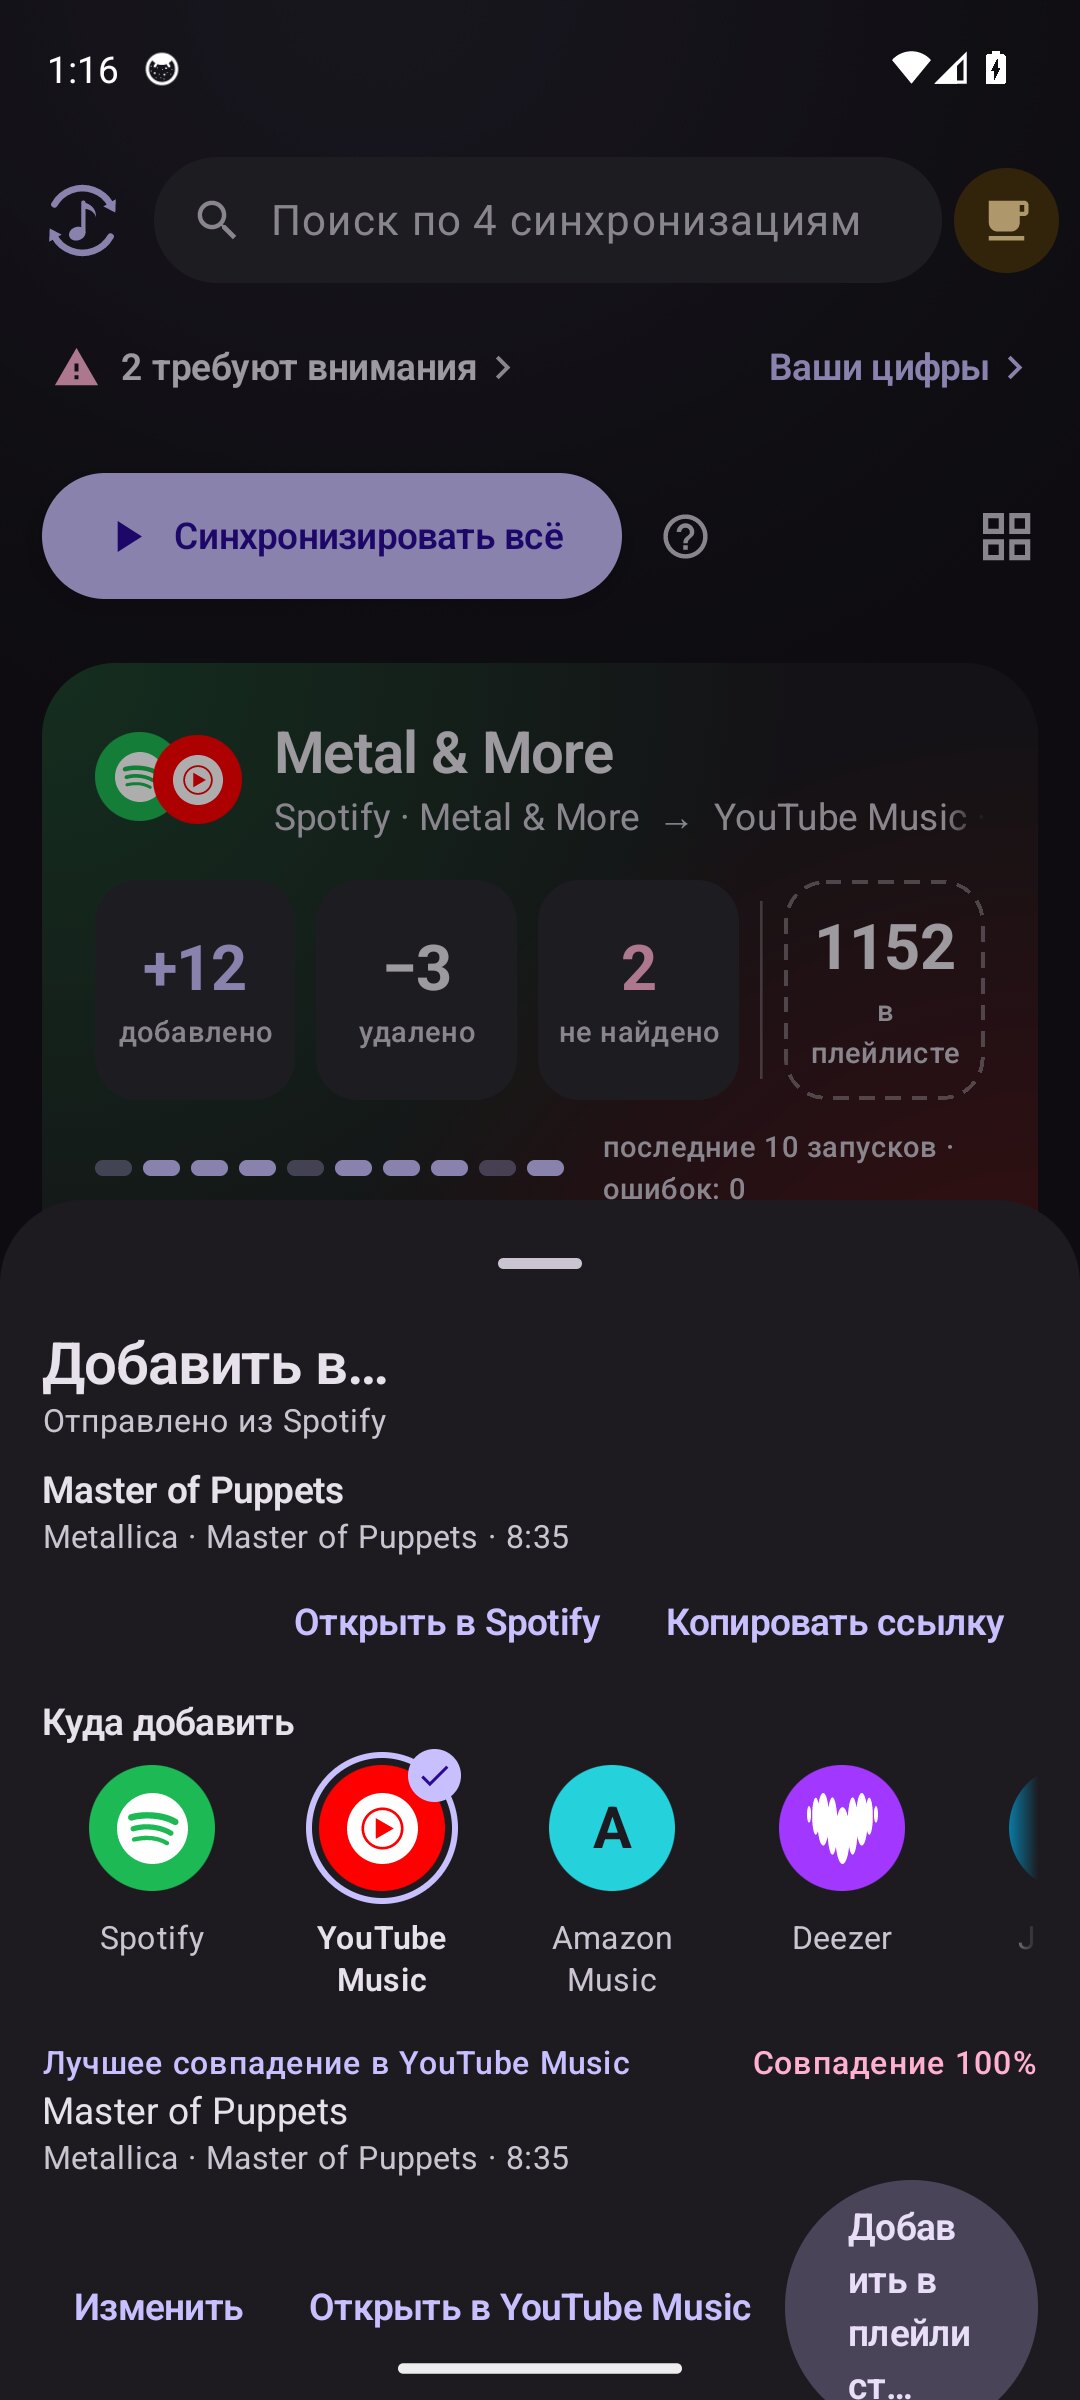 1:16
Поиск по 4 синхронизациям
2 требуют внимания
Ваши цифры
Синхронизировать всё
Metal & More
Spotify · Metal & More → YouTube Music
+12
добавлено
−3
удалено
2
не найдено
1152
в
плейлисте
последние 10 запусков ·
ошибок: 0
Добавить в…
Отправлено из Spotify
Master of Puppets
Metallica · Master of Puppets · 8:35
Открыть в Spotify
Копировать ссылку
Куда добавить
Spotify
YouTube
Music
A
Amazon
Music
Deezer
J
Лучшее совпадение в YouTube Music
Совпадение 100%
Master of Puppets
Metallica · Master of Puppets · 8:35
Изменить
Открыть в YouTube Music
Добав
ить в
плейли
ст…